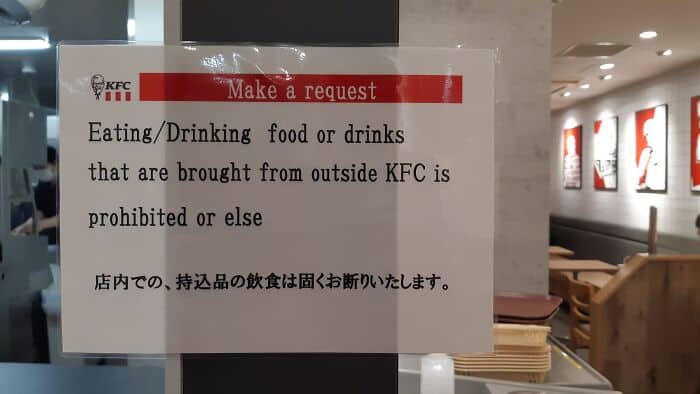 KFC
Make a request
Eating/Drinking food or drinks
that are brought from outside KFC is
prohibited or else
店内での、持込品の飲食は固くお断りいたします。